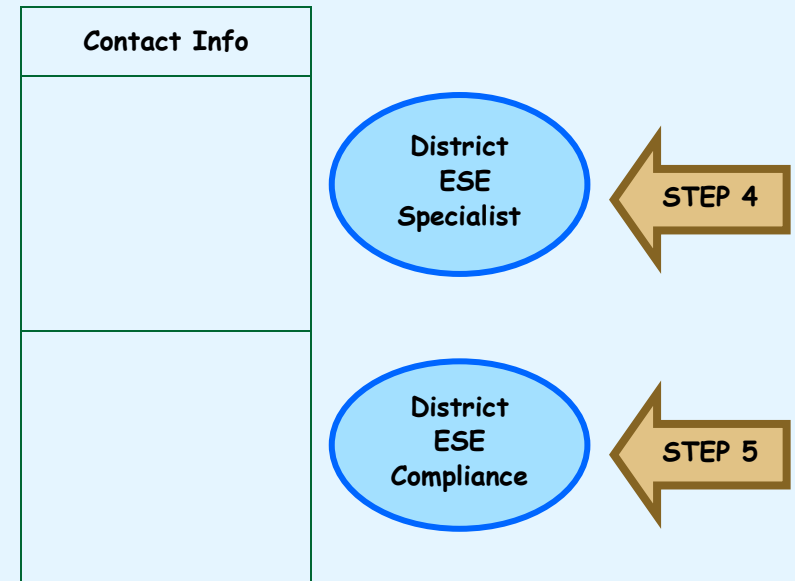 Contact Info
District
ESE
Specialist
STEP 4
District
ESE
Compliance
STEP 5